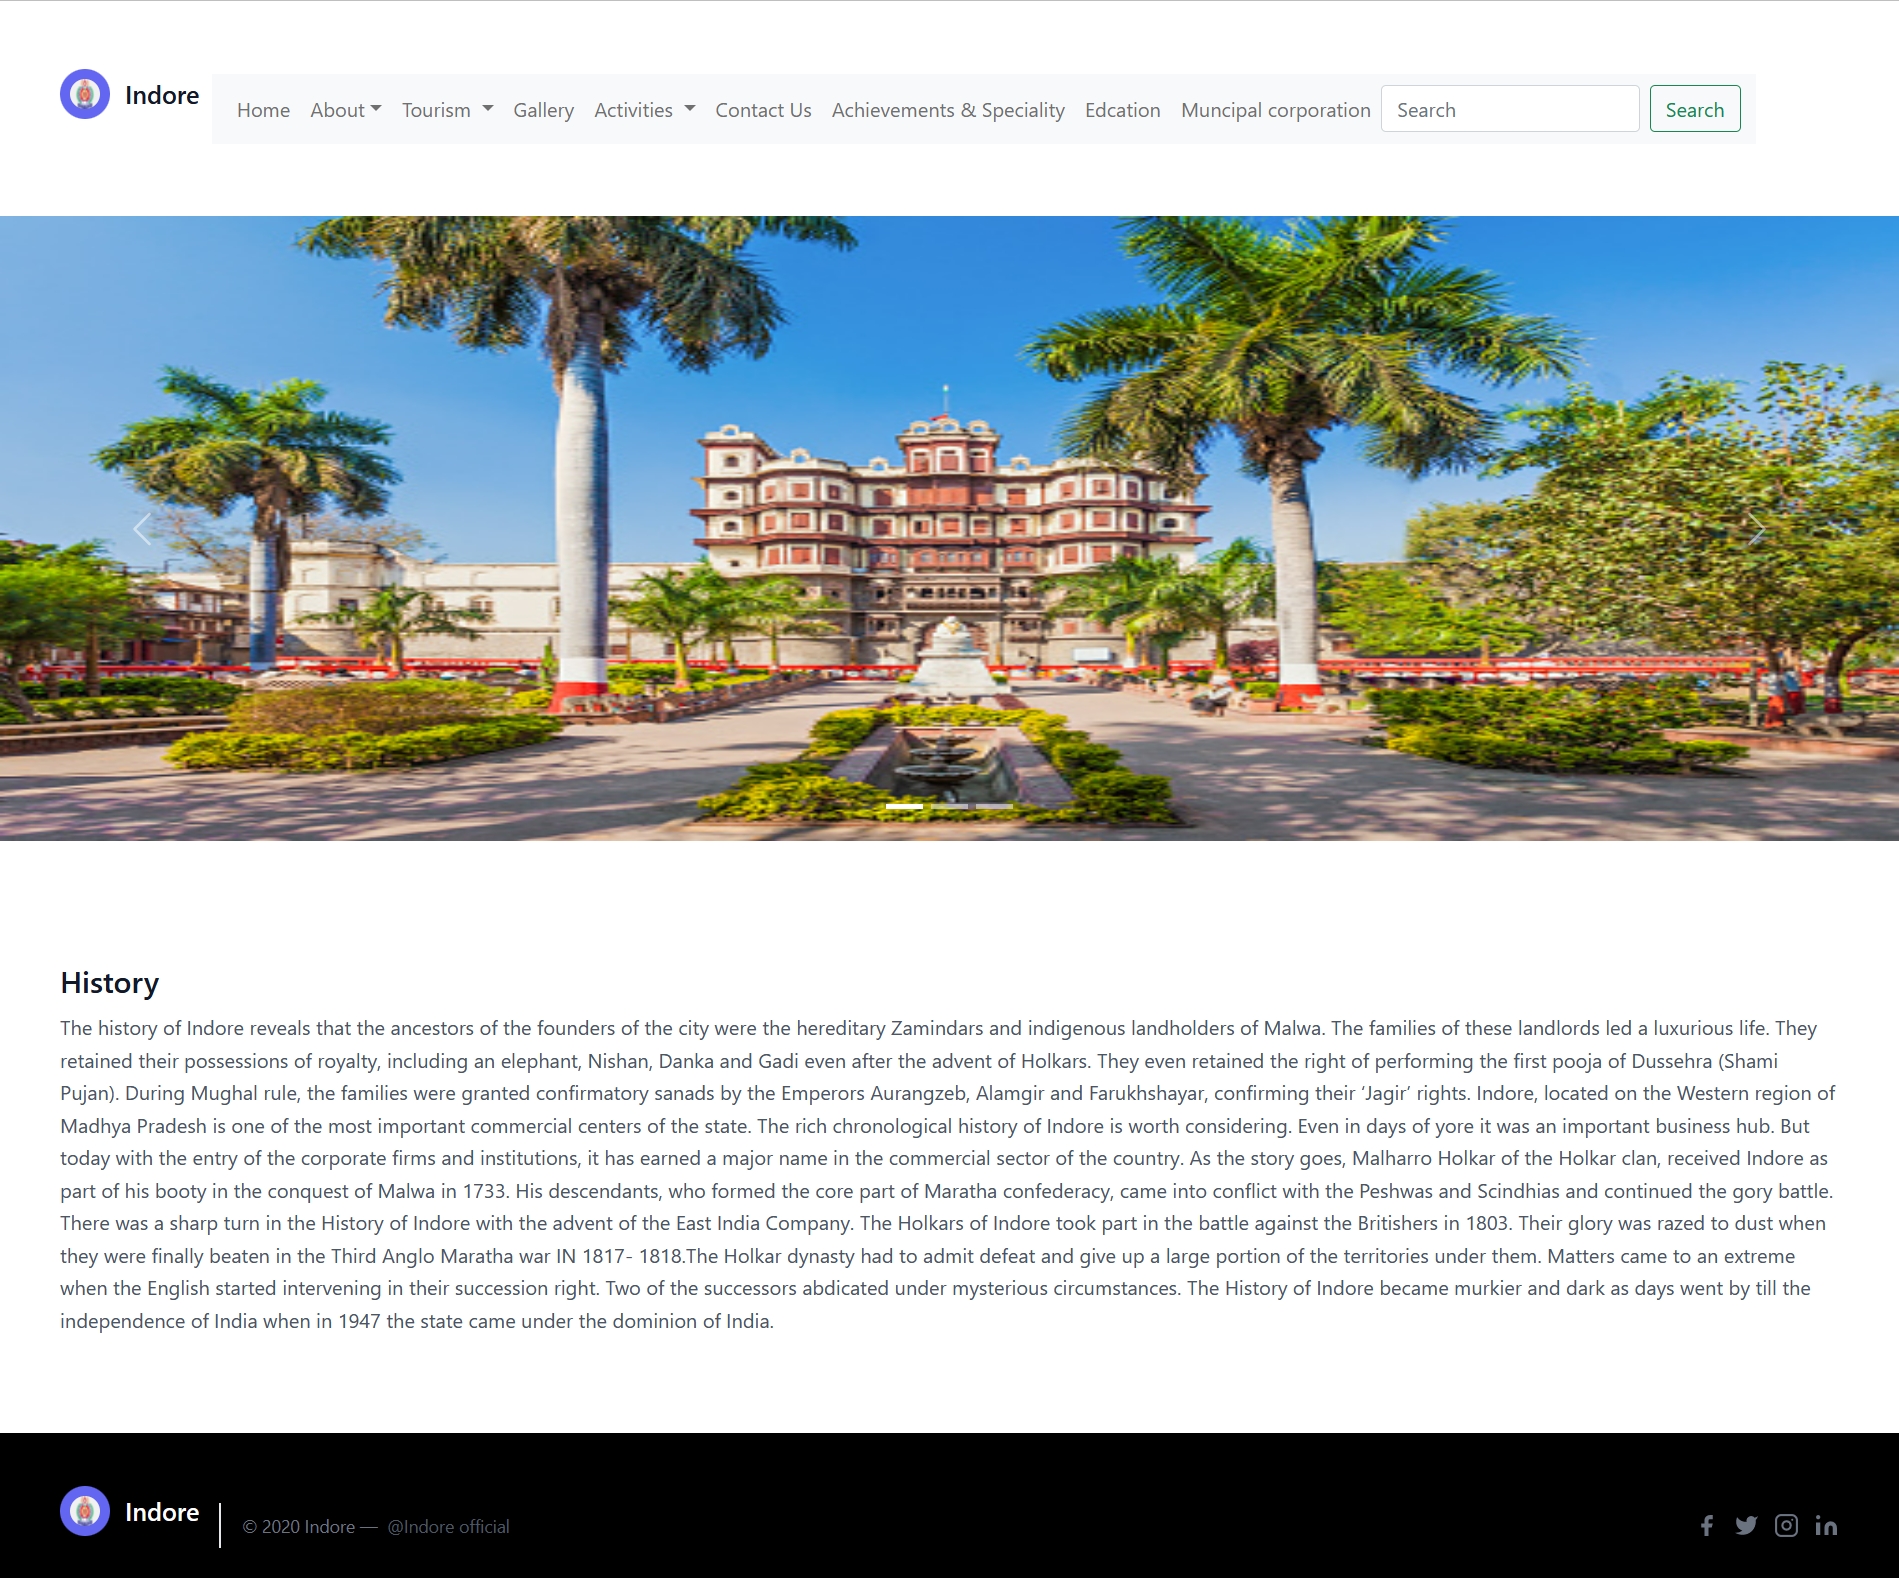 Indore
Home About Tourism Gallery Activities Contact Us Achievements & Speciality Edcation Muncipal corporation Search Search
History
The history of Indore reveals that the ancestors of the founders of the city were the hereditary Zamindars and indigenous landholders of Malwa. The families of these landlords led a luxurious life. They
retained their possessions of royalty, including an elephant, Nishan, Danka and Gadi even after the advent of Holkars. They even retained the right of performing the first pooja of Dussehra (Shami
Pujan). During Mughal rule, the families were granted confirmatory sanads by the Emperors Aurangzeb, Alamgir and Farukhshayar, confirming their ‘Jagir’ rights. Indore, located on the Western region of
Madhya Pradesh is one of the most important commercial centers of the state. The rich chronological history of Indore is worth considering. Even in days of yore it was an important business hub. But
today with the entry of the corporate firms and institutions, it has earned a major name in the commercial sector of the country. As the story goes, Malharro Holkar of the Holkar clan, received Indore as
part of his booty in the conquest of Malwa in 1733. His descendants, who formed the core part of Maratha confederacy, came into conflict with the Peshwas and Scindhias and continued the gory battle.
There was a sharp turn in the History of Indore with the advent of the East India Company. The Holkars of Indore took part in the battle against the Britishers in 1803. Their glory was razed to dust when
they were finally beaten in the Third Anglo Maratha war IN 1817- 1818.The Holkar dynasty had to admit defeat and give up a large portion of the territories under them. Matters came to an extreme
when the English started intervening in their succession right. Two of the successors abdicated under mysterious circumstances. The History of Indore became murkier and dark as days went by till the
independence of India when in 1947 the state came under the dominion of India.
Indore
© 2020 Indore — @Indore official